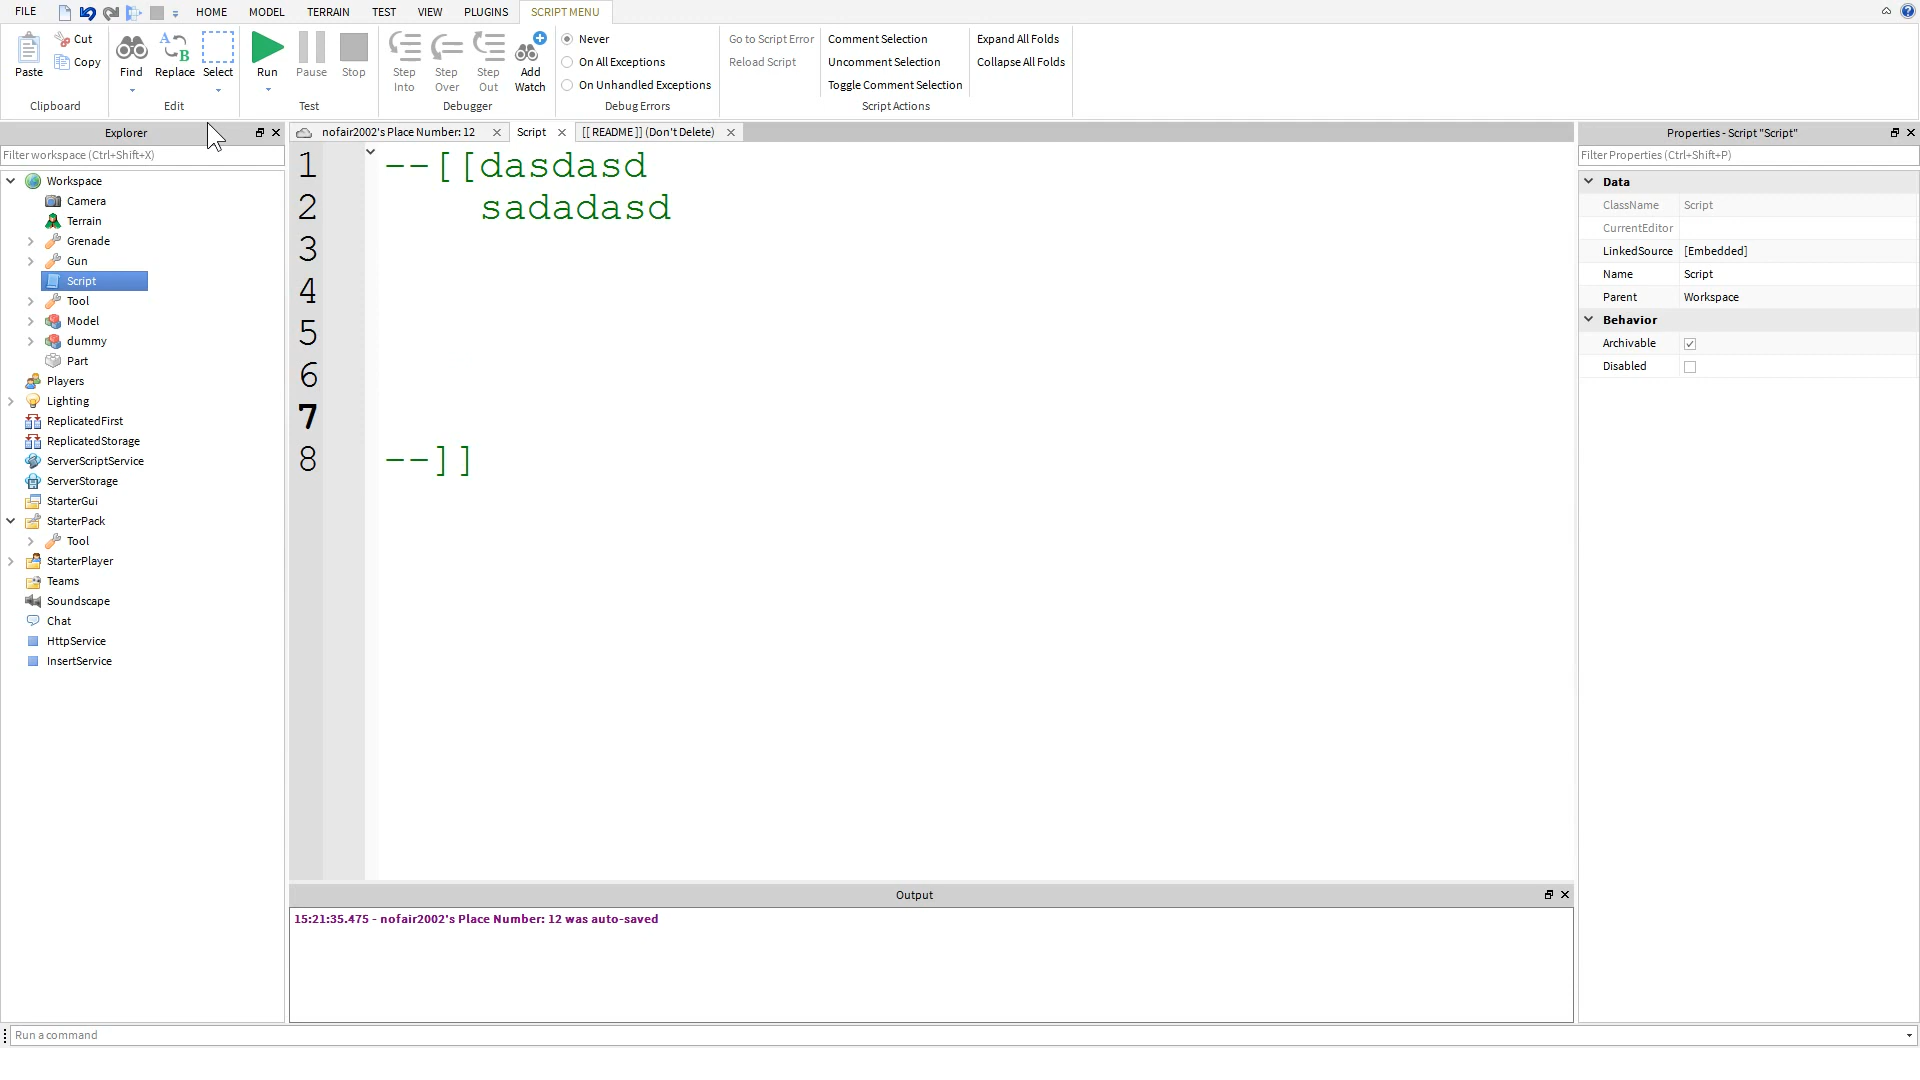 FILE HOME MODEL TERRAIN TEST VIEW PLUGINS SCRIPT MENU
Paste Cut Copy Clipboard
Find Replace Select Edit
A B
Run Pause Stop Test
Step Into Step Over Step Out Add Watch Debugger
Never
On All Exceptions
On Unhandled Exceptions
Debug Errors
Go to Script Error
Reload Script
Comment Selection
Uncomment Selection
Toggle Comment Selection
Script Actions
Expand All Folds
Collapse All Folds
Explorer
Filter workspace (Ctrl+Shift+X)
Workspace
Camera
Terrain
Grenade
Gun
Script
Tool
Model
dummy
Part
Players
Lighting
ReplicatedFirst
ReplicatedStorage
ServerScriptService
ServerStorage
StarterGui
StarterPack
Tool
StarterPlayer
Teams
Soundscape
Chat
HttpService
InsertService
nofair2002's Place Number: 12 Script [[ README ]] (Don't Delete)
1 --[[dasdasd
2 sadadasd
3
4
5
6
7
8 --]]
Output
15:21:35.475 - nofair2002's Place Number: 12 was auto-saved
Properties - Script "Script"
Filter Properties (Ctrl+Shift+P)
Data
ClassName Script
CurrentEditor
LinkedSource [Embedded]
Name Script
Parent Workspace
Behavior
Archivable
Disabled
Run a command